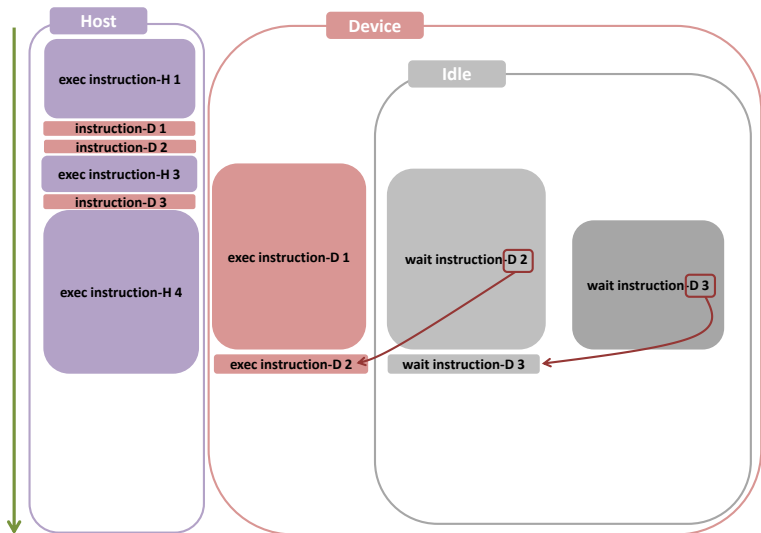 Host
Device
Idle
exec instruction-H 1
instruction-D 1
instruction-D 2
exec instruction-H 3
instruction-D 3
exec instruction-D 1
wait instruction-D 2
wait instruction-D 3
exec instruction-H 4
exec instruction-D 2
wait instruction-D 3